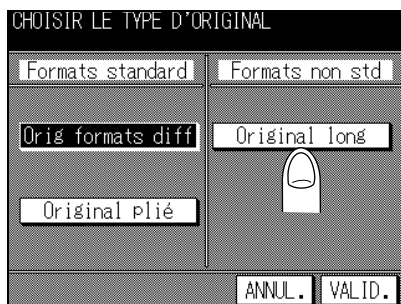 CHOISIR LE TYPE D'ORIGINAL
Formats standard
Formats non std
Orig formats diff
Original long
Original plié
ANNUL.
VALID.